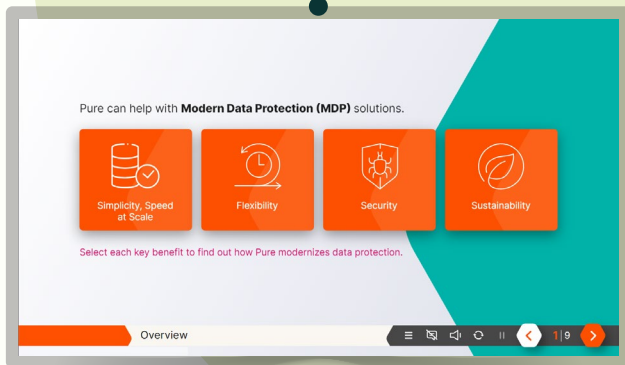 Pure can help with Modern Data Protection (MDP) solutions.
Simplicity, Speed
at Scale
Flexibility
Security
Sustainability
Select each key benefit to find out how Pure modernizes data protection.
Overview
1|9